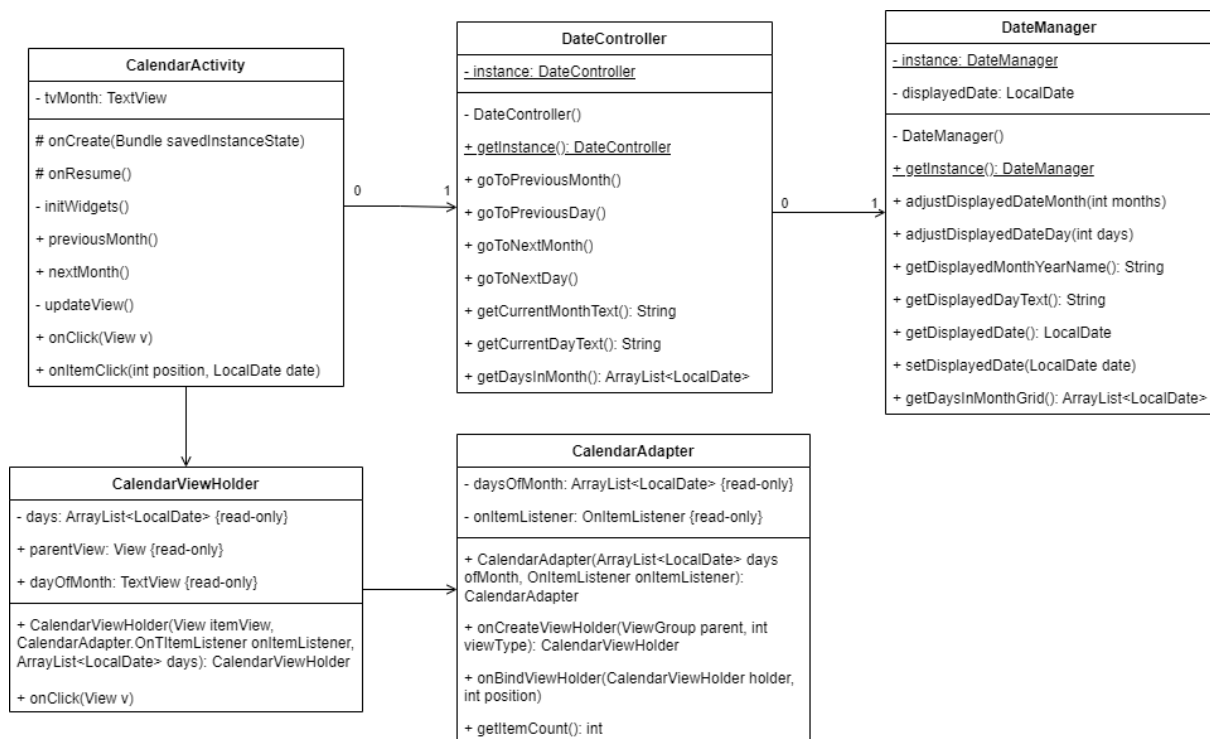 CalendarActivity
- tvMonth: TextView
# onCreate(Bundle savedInstanceState)
# onResume()
- initWidgets()
+ previousMonth()
+ nextMonth()
- updateView()
+ onClick(View v)
+ onItemClick(int position, LocalDate date)
0
1
DateController
- instance: DateController
- DateController()
+ getInstance(): DateController
+ goToPreviousMonth()
+ goToPreviousDay()
+ goToNextMonth()
+ goToNextDay()
+ getCurrentMonthText(): String
+ getCurrentDayText(): String
+ getDaysInMonth(): ArrayList<LocalDate>
0
1
DateManager
- instance: DateManager
- displayedDate: LocalDate
- DateManager()
+ getInstance(): DateManager
+ adjustDisplayedDateMonth(int months)
+ adjustDisplayedDateDay(int days)
+ getDisplayedMonthYearName(): String
+ getDisplayedDayText(): String
+ getDisplayedDate(): LocalDate
+ setDisplayedDate(LocalDate date)
+ getDaysInMonthGrid(): ArrayList<LocalDate>
CalendarViewHolder
- days: ArrayList<LocalDate> {read-only}
+ parentView: View {read-only}
+ dayOfMonth: TextView {read-only}
+ CalendarViewHolder(View itemView,
CalendarAdapter.OnTItemListener onItemListener,
ArrayList<LocalDate> days): CalendarViewHolder
+ onClick(View v)
CalendarAdapter
- daysOfMonth: ArrayList<LocalDate> {read-only}
- onItemListener: OnItemListener {read-only}
+ CalendarAdapter(ArrayList<LocalDate> days
ofMonth, OnItemListener onItemListener):
CalendarAdapter
+ onCreateViewHolder(ViewGroup parent, int
viewType): CalendarViewHolder
+ onBindViewHolder(CalendarViewHolder holder,
int position)
+ getItemCount(): int